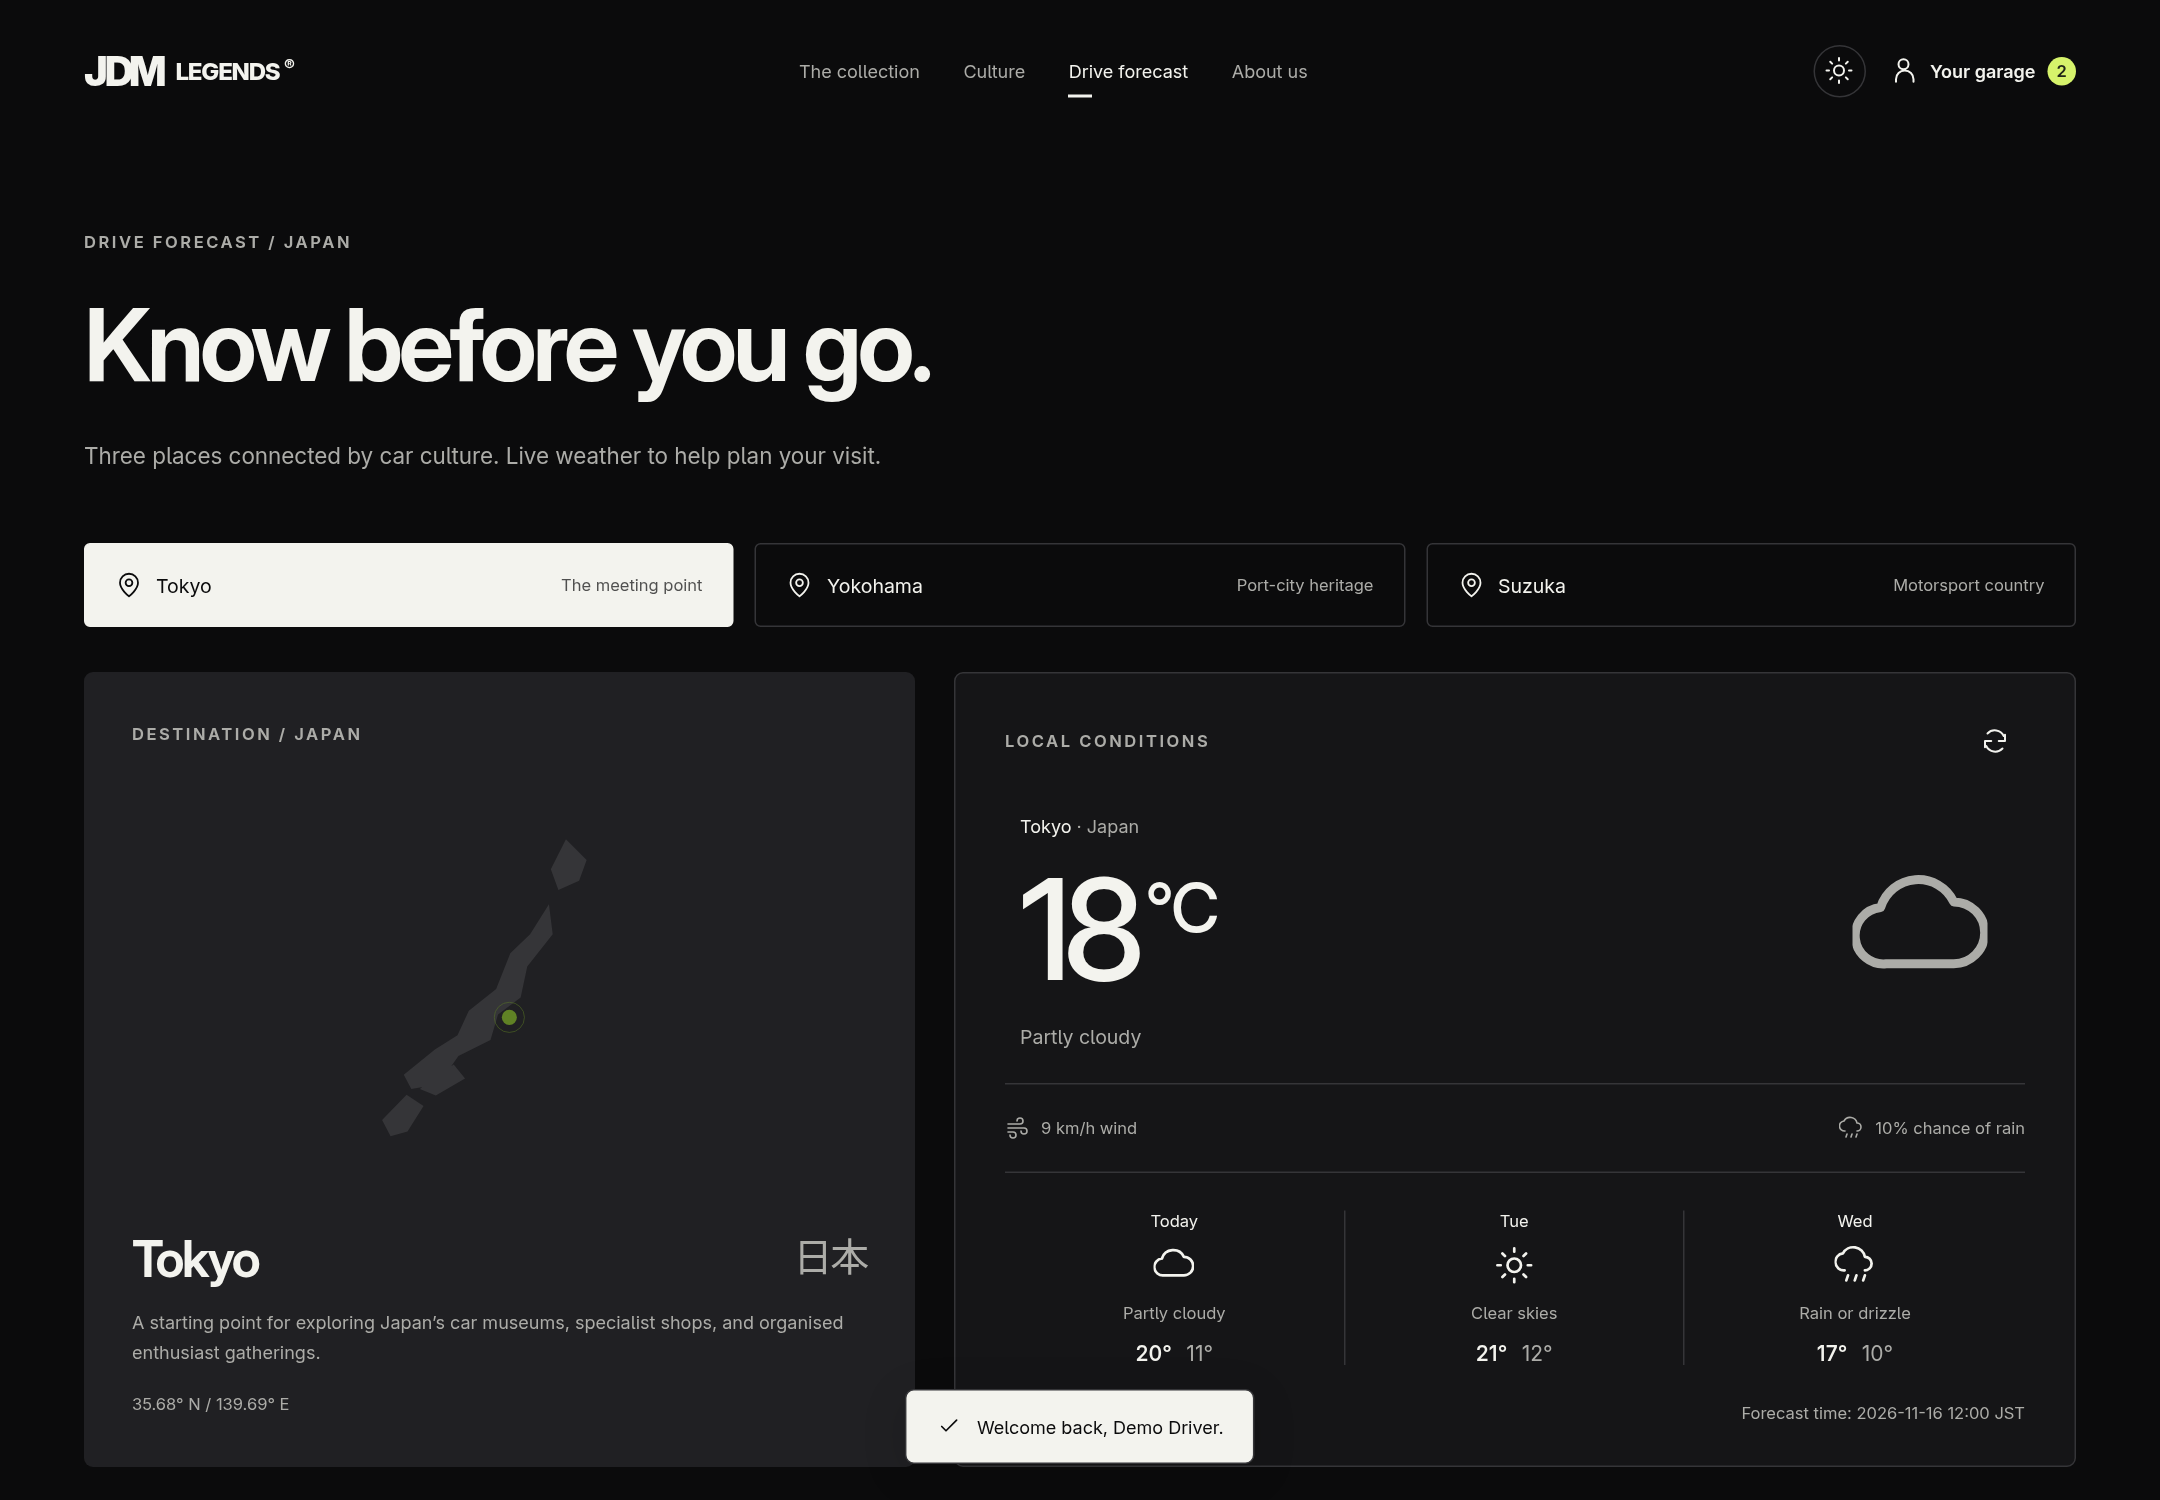 JDM LEGENDS ®
The collection
Culture
Drive forecast
About us
Your garage
2
DRIVE FORECAST / JAPAN
Know before you go.
Three places connected by car culture. Live weather to help plan your visit.
Tokyo
The meeting point
Yokohama
Port-city heritage
Suzuka
Motorsport country
DESTINATION / JAPAN
Tokyo
日本
A starting point for exploring Japan’s car museums, specialist shops, and organised
enthusiast gatherings.
35.68° N / 139.69° E
LOCAL CONDITIONS
Tokyo · Japan
18°C
Partly cloudy
9 km/h wind
10% chance of rain
Today
Partly cloudy
20° 11°
Tue
Clear skies
21° 12°
Wed
Rain or drizzle
17° 10°
Forecast time: 2026-11-16 12:00 JST
Welcome back, Demo Driver.